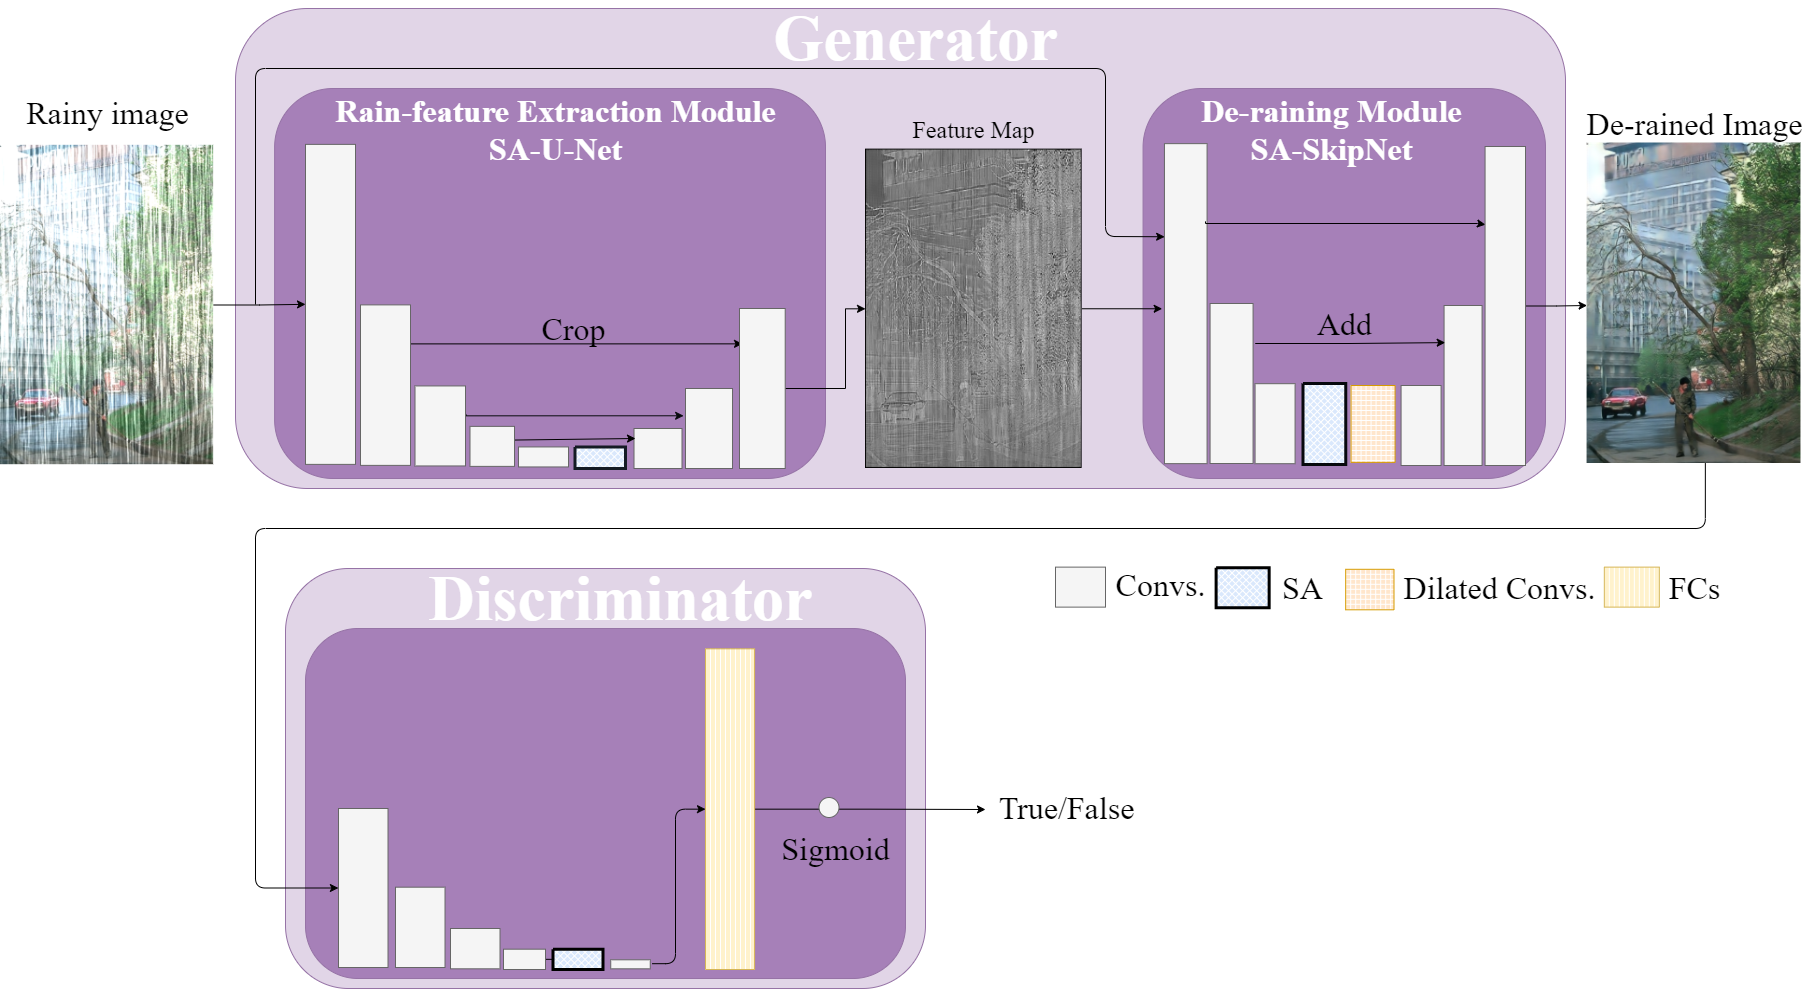 Generator
Rainy image
Rain-feature Extraction Module
SA-U-Net
Feature Map
De-raining Module
SA-SkipNet
De-rained Image
Crop
Add
Discriminator
Convs.
SA
Dilated Convs.
FCs
Sigmoid
True/False